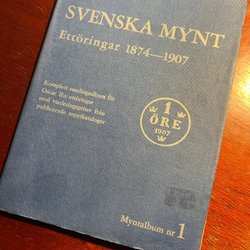 SVENSKA MYNT
Ettöringar 1874—1907
Komplett samlingsalbum för
Oscar II:s ettöringar
med värderingspriser från
publicerade myntkataloger
1
ÖRE
1907
Myntalbum nr 1